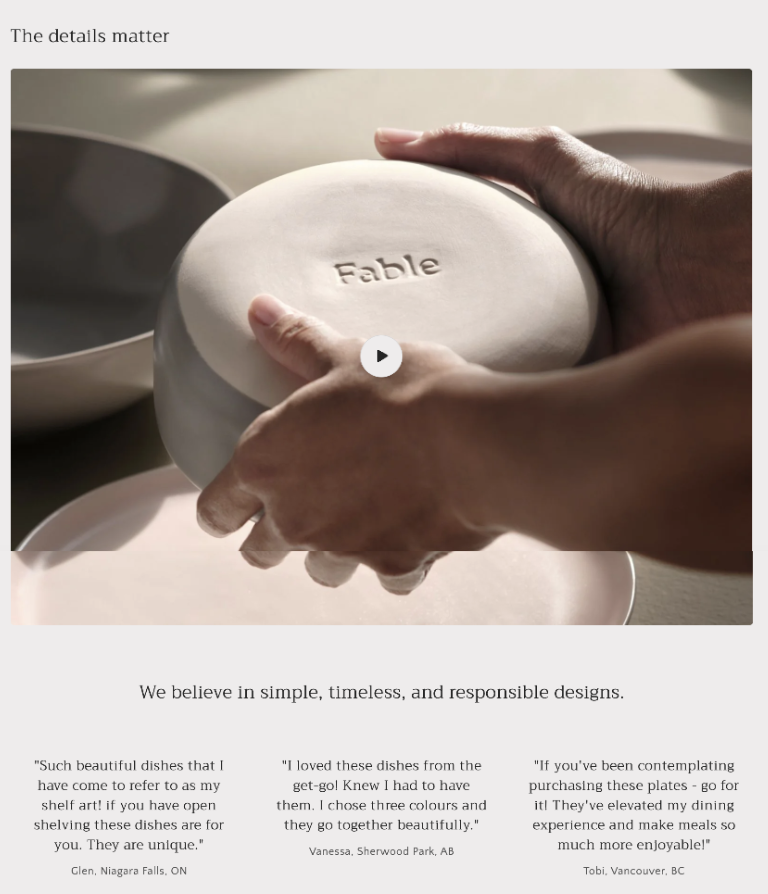 The details matter
Fable
We believe in simple, timeless, and responsible designs.
"Such beautiful dishes that I
have come to refer to as my
shelf art! if you have open
shelving these dishes are for
you. They are unique."
Glen, Niagara Falls, ON
"I loved these dishes from the
get-go! Knew I had to have
them. I chose three colours and
they go together beautifully."
Vanessa, Sherwood Park, AB
"If you've been contemplating
purchasing these plates - go for
it! They've elevated my dining
experience and make meals so
much more enjoyable!"
Tobi, Vancouver, BC